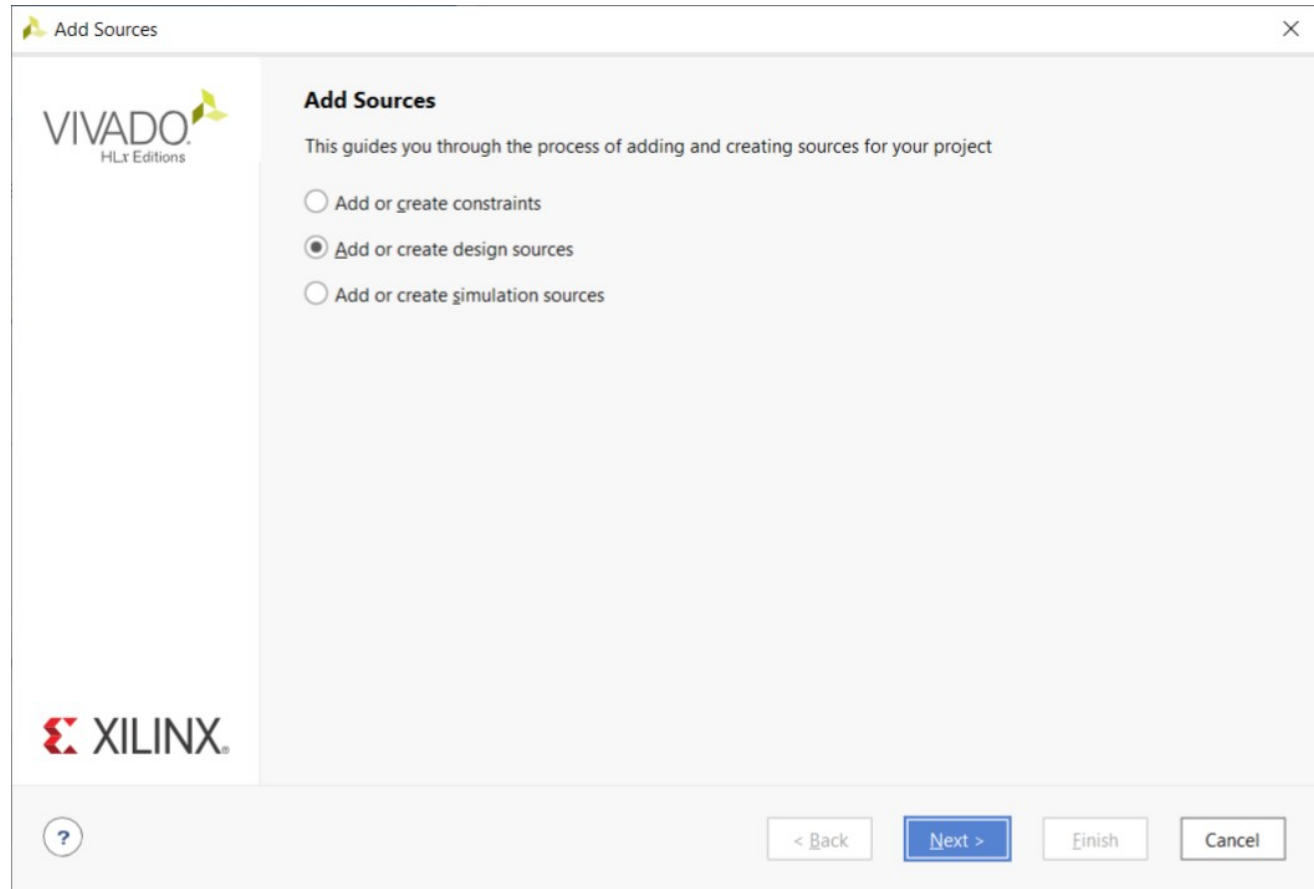 Add Sources
VIVADO.
HLx Editions
Add Sources
This guides you through the process of adding and creating sources for your project
Add or create constraints
Add or create design sources
Add or create simulation sources
XILINX®
?
< Back
Next >
Finish
Cancel